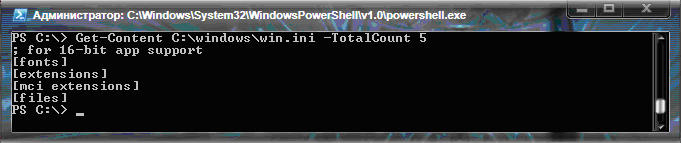 Администратор: C:\Windows\System32\WindowsPowerShell\v1.0\powershell.exe
PS C:\> Get-Content C:\windows\win.ini -TotalCount 5
; for 16-bit app support
[fonts]
[extensions]
[mci extensions]
[files]
PS C:\> _